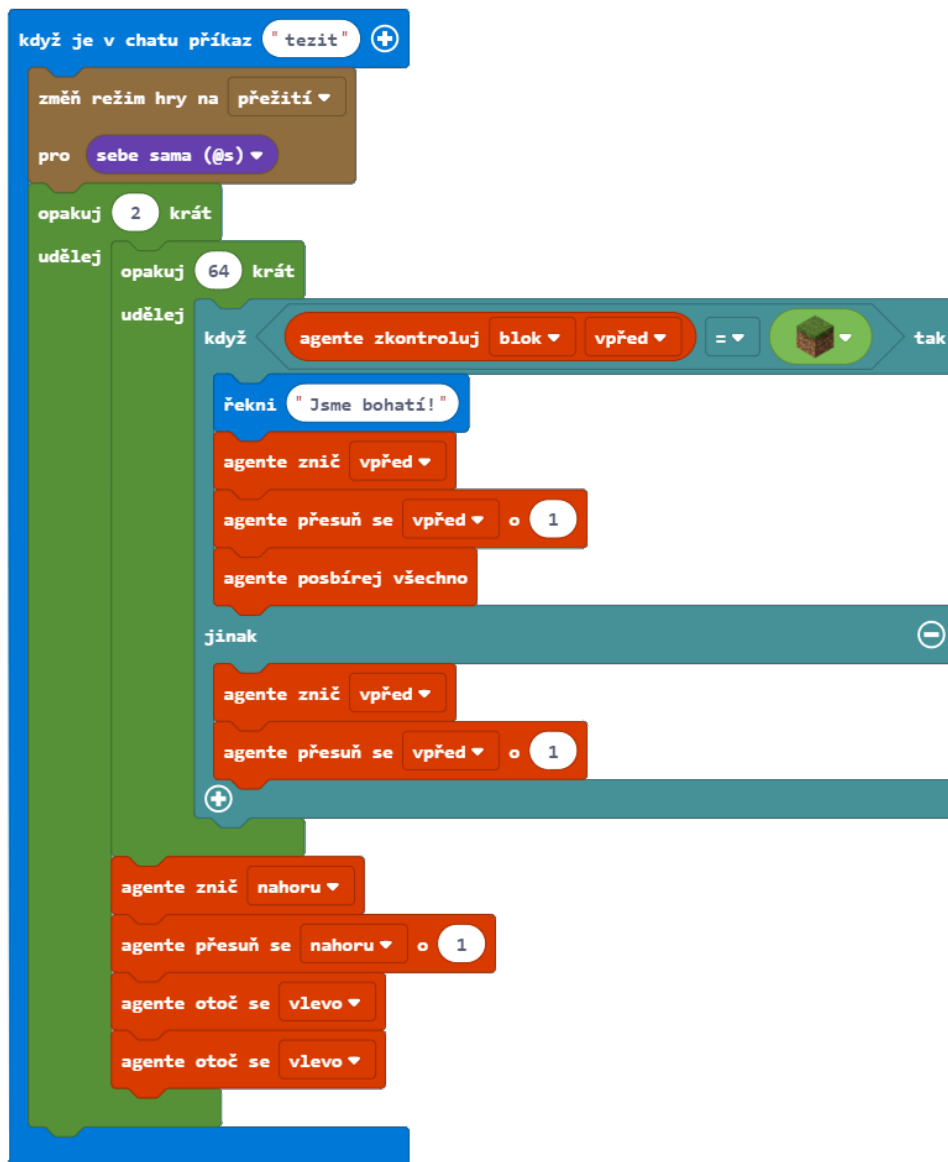 když je v chatu příkaz "tezit"
změň režim hry na přežití
pro sebe sama (@s)
opakuj 2 krát
udělej
opakuj 64 krát
udělej
když agente zkontroluj blok vpřed = tak
řekni "Jsme bohatí!"
agente znič vpřed
agente přesuň se vpřed o 1
agente posbírej všechno
jinak
agente znič vpřed
agente přesuň se vpřed o 1
agente znič nahoru
agente přesuň se nahoru o 1
agente otoč se vlevo
agente otoč se vlevo